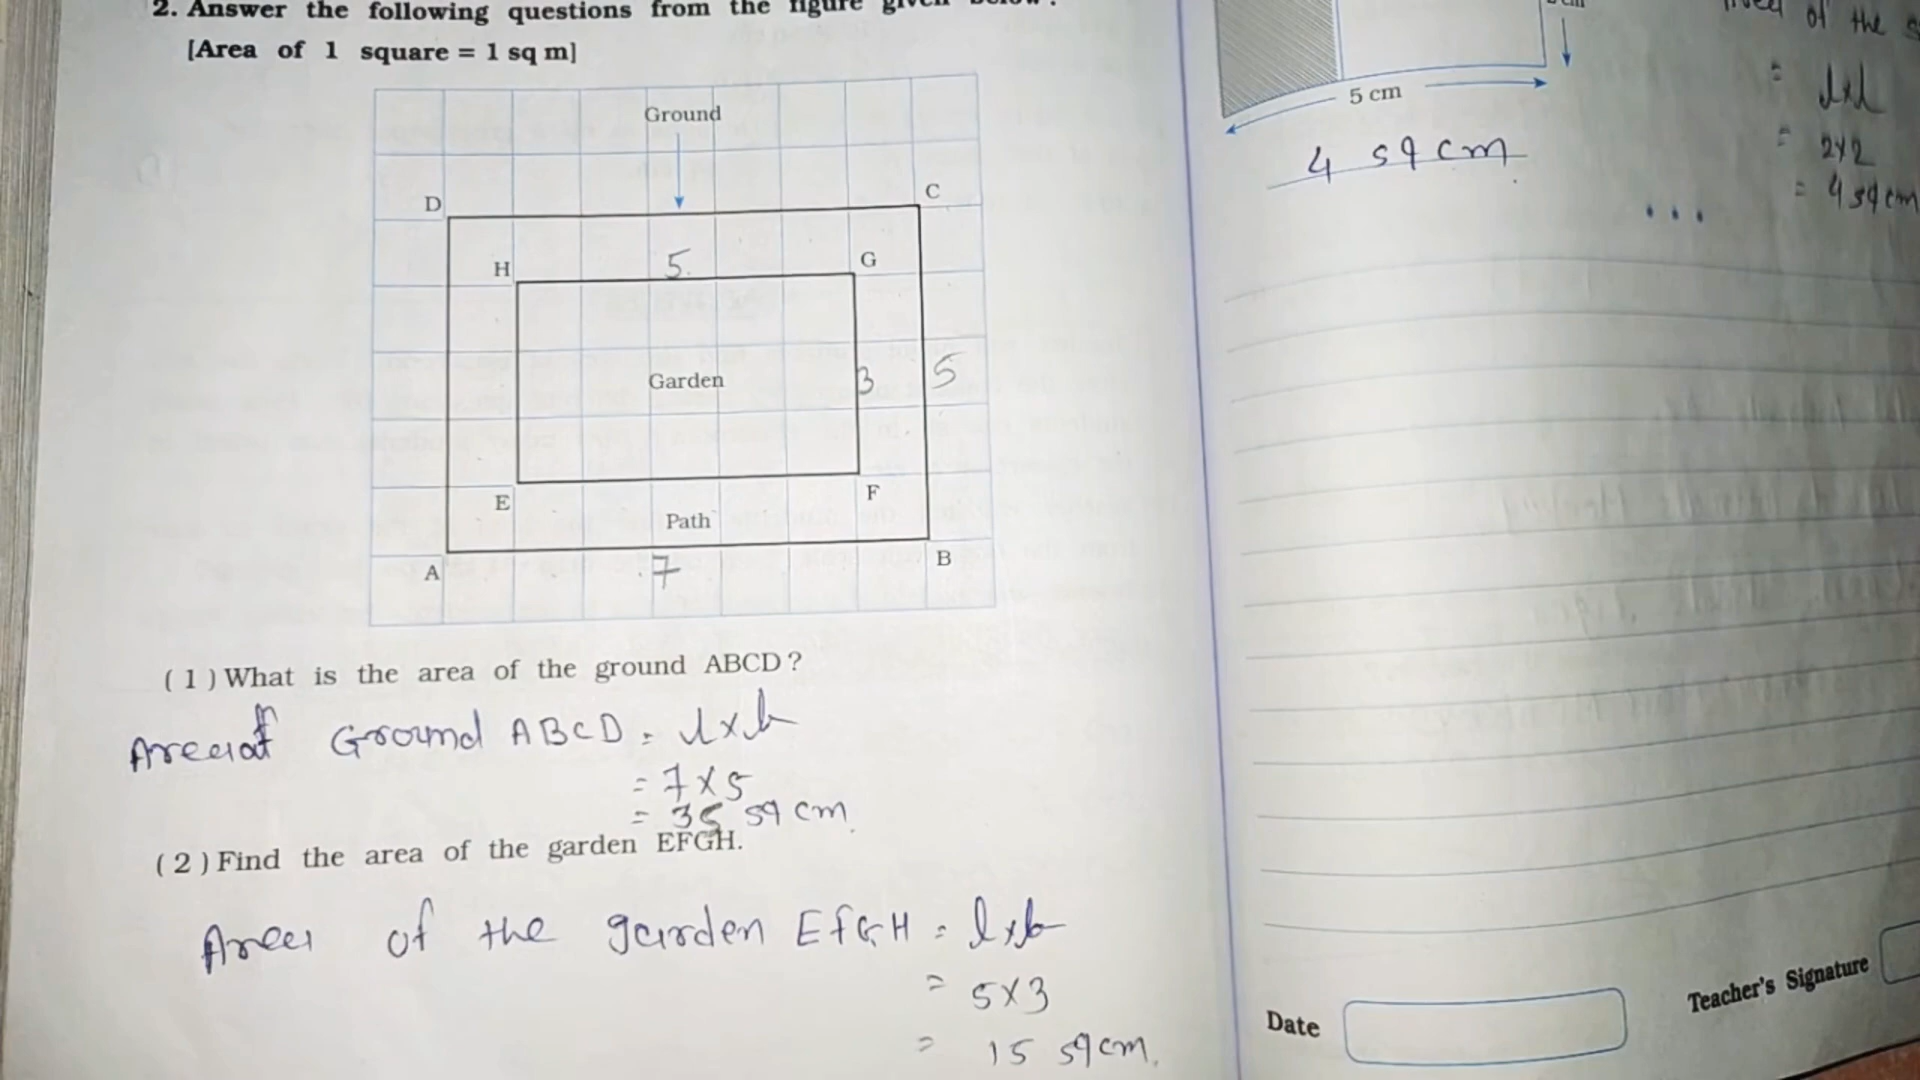 2. Answer the following questions from the figure given below.
[Area of 1 square = 1 sq m]
Ground
D
C
H
5
G
Garden
3
5
E
F
Path
A
7
B
( 1 ) What is the area of the ground ABCD ?
Area of Ground ABCD = l x b
= 7 x 5
= 35 sq cm
( 2 ) Find the area of the garden EFGH.
Area of the garden EFGH = l x b
= 5 x 3
= 15 sq cm.
5 cm
4 sq cm
of the
= l x l
= 2 x 2
= 4 sq cm
Date
Teacher's Signature